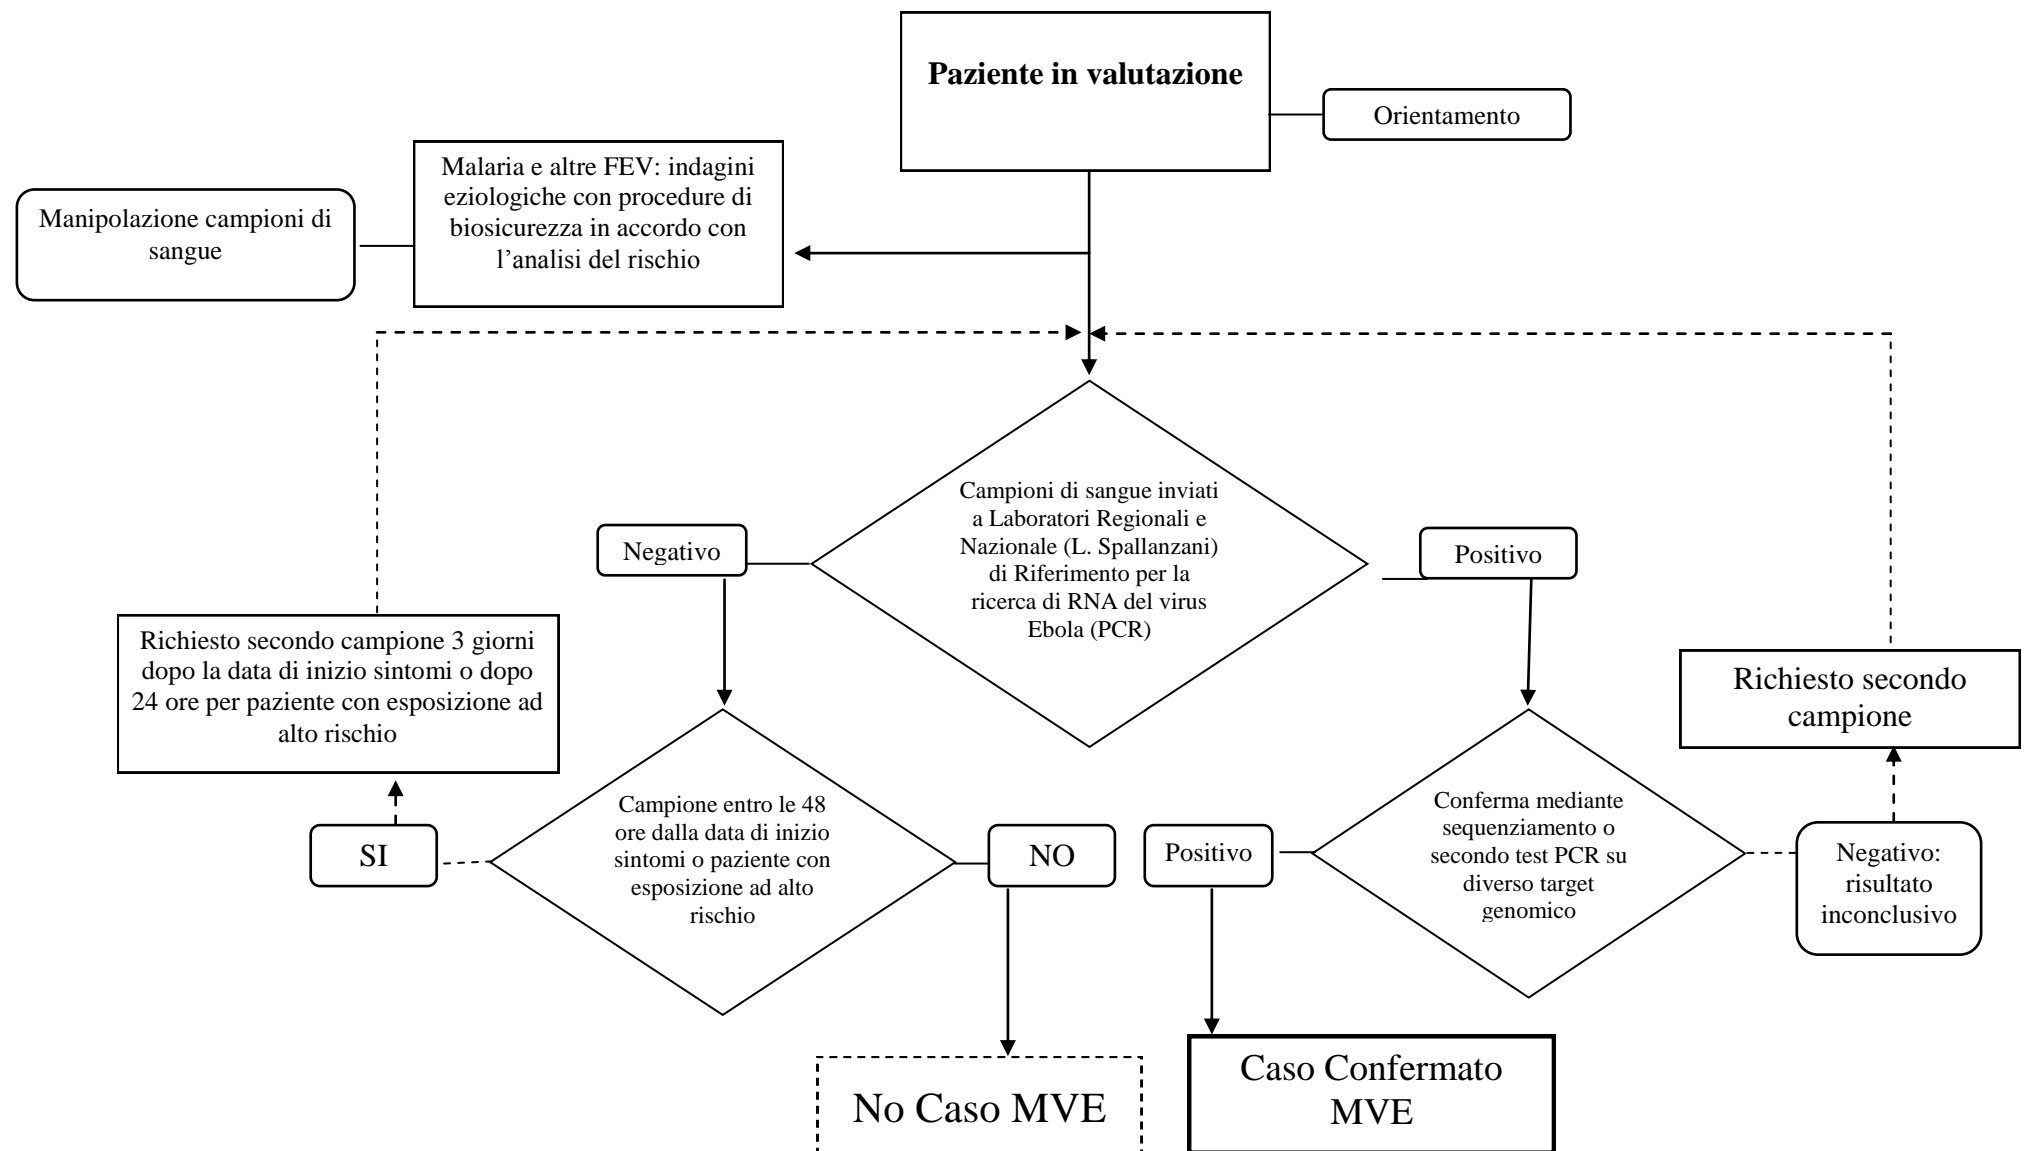 Paziente in valutazione
Orientamento
Malaria e altre FEV: indagini
eziologiche con procedure di
biosicurezza in accordo con
l’analisi del rischio
Manipolazione campioni di
sangue
Campioni di sangue inviati
a Laboratori Regionali e
Nazionale (L. Spallanzani)
di Riferimento per la
ricerca di RNA del virus
Ebola (PCR)
Negativo
Positivo
Richiesto secondo campione 3 giorni
dopo la data di inizio sintomi o dopo
24 ore per paziente con esposizione ad
alto rischio
Richiesto secondo
campione
Campione entro le 48
ore dalla data di inizio
sintomi o paziente con
esposizione ad alto
rischio
SI
NO
Positivo
Conferma mediante
sequenziamento o
secondo test PCR su
diverso target
genomico
Negativo:
risultato
inconclusivo
No Caso MVE
Caso Confermato
MVE